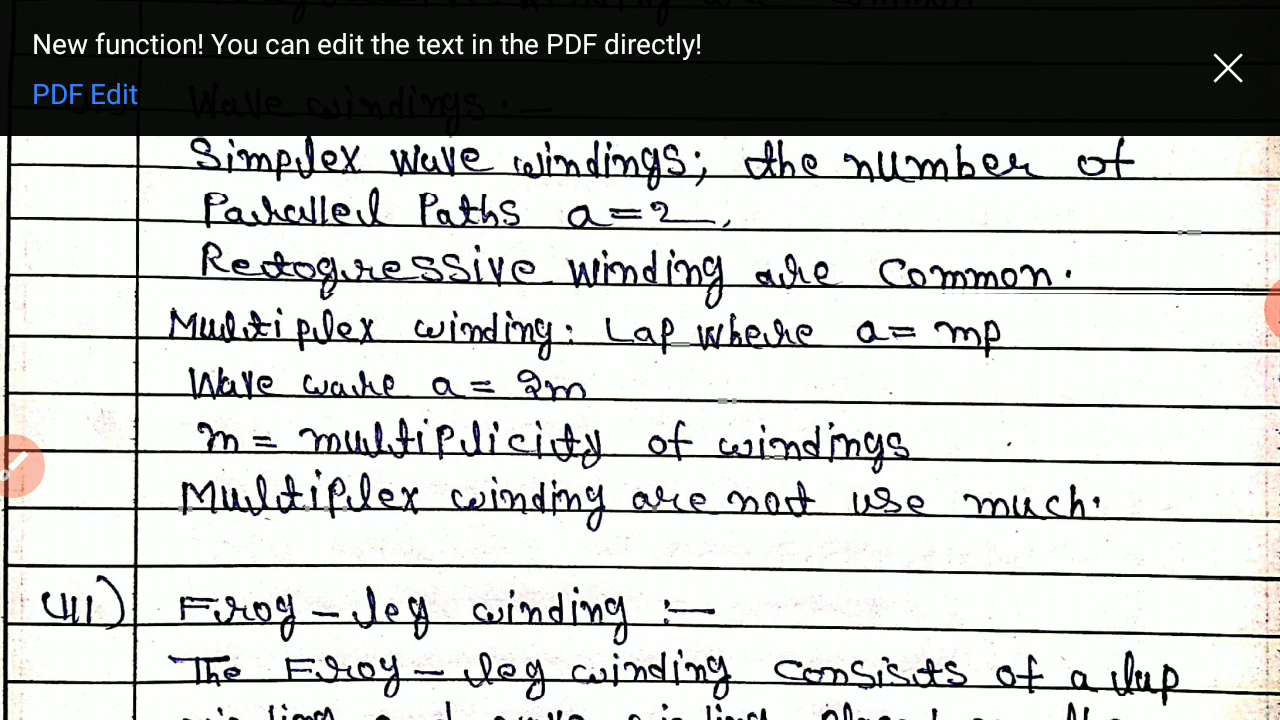 New function! You can edit the text in the PDF directly!
PDF Edit
Wave windings :-
Simplex wave windings; the number of
Parallel Paths a=2,
Retogressive winding are common.
Multiplex winding: Lap where a= mp
Wave ware a= 2m
m = multiplicity of windings
Multiplex winding are not use much.
III) Frog-leg winding :-
The Frog-leg winding consists of a lap